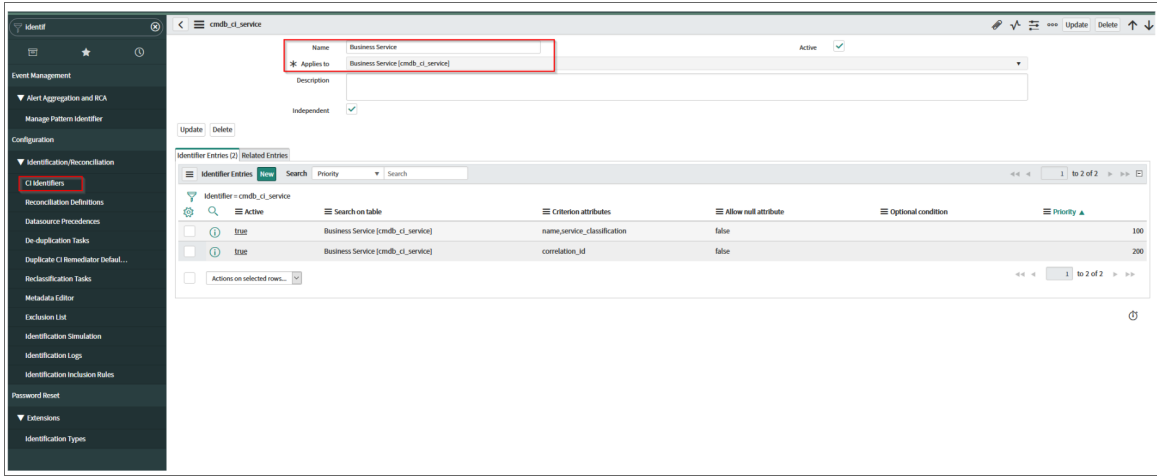 identif
cmdb_ci_service
Update Delete
Name Business Service
Active
Applies to Business Service [cmdb_ci_service]
Description
Independent
Update Delete
Event Management
Alert Aggregation and RCA
Manage Pattern Identifier
Configuration
Identification/Reconciliation
CI Identifiers
Reconciliation Definitions
Datasource Precedences
De-duplication Tasks
Duplicate CI Remediator Defaul...
Reclassification Tasks
Metadata Editor
Exclusion List
Identification Simulation
Identification Logs
Identification Inclusion Rules
Password Reset
Extensions
Identification Types
Identifier Entries (2) Related Entries
Identifier Entries New Search Priority Search 1 to 2 of 2
Identifier = cmdb_ci_service
Active Search on table Criterion attributes Allow null attribute Optional condition Priority
true Business Service [cmdb_ci_service] name,service_classification false 100
true Business Service [cmdb_ci_service] correlation_id false 200
Actions on selected rows... 1 to 2 of 2